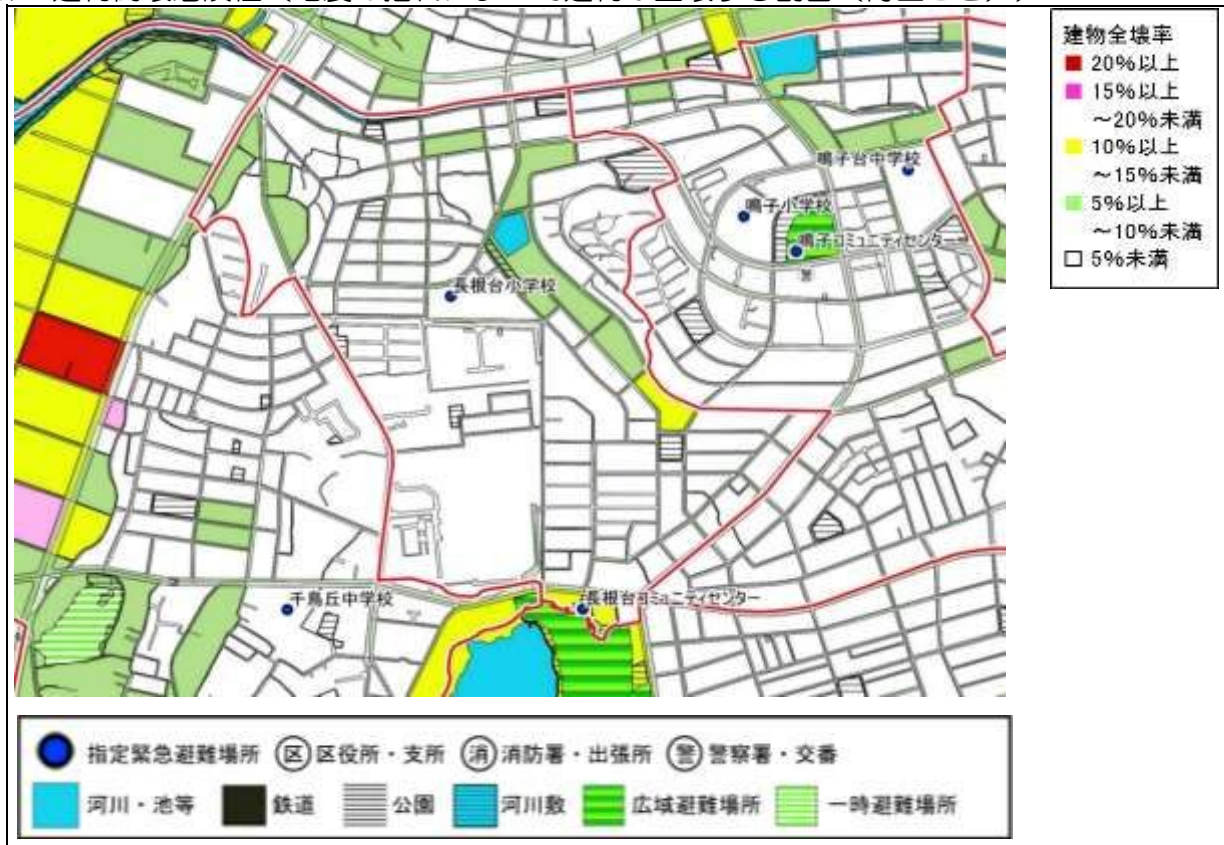 建物全壊率
20%以上
15%以上
～20%未満
10%以上
～15%未満
5%以上
～10%未満
5%未満
鳴子台中学校
鳴子小学校
鳴子コミュニティセンター
長根台小学校
千鳥丘中学校
長根台コミュニティセンター
指定緊急避難場所 区 区役所・支所 消 消防署・出張所 警 警察署・交番
河川・池等 鉄道 公園 河川敷 広域避難場所 一時避難場所